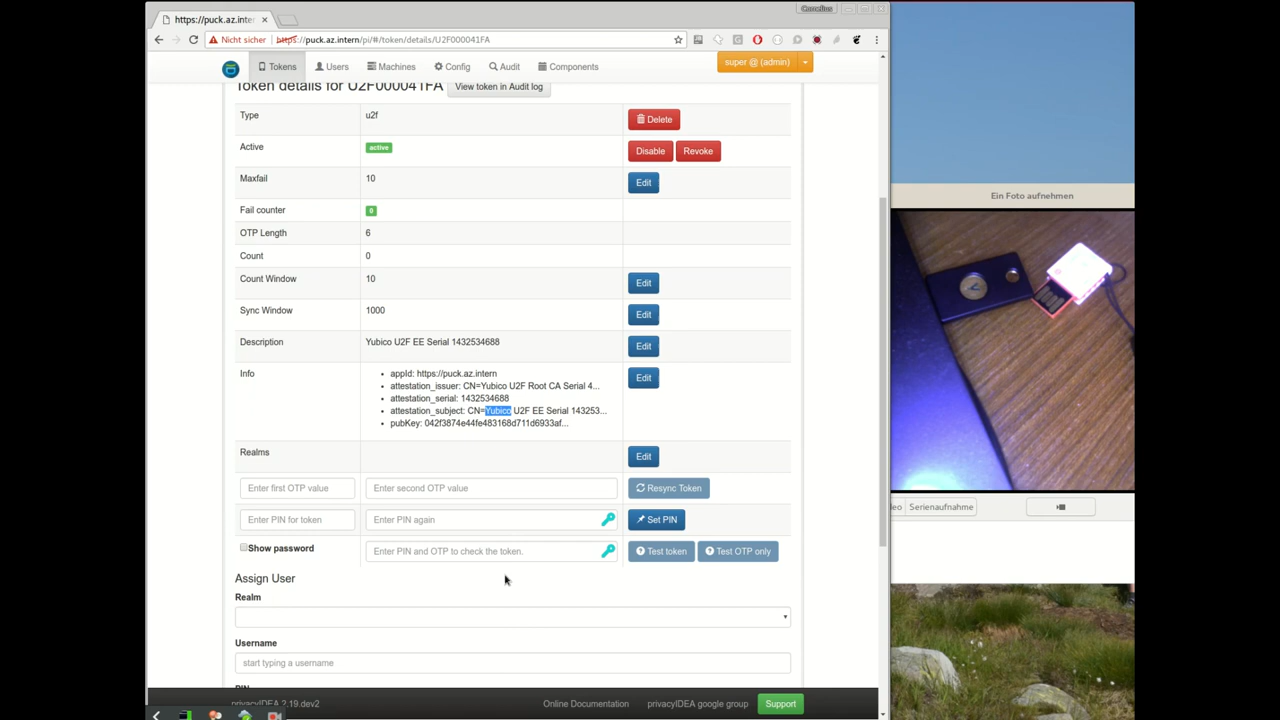 Cornelius
https://puck.az.inte
Nicht sicher https://puck.az.intern/pi/#/token/details/U2F000041FA
Tokens Users Machines Config Audit Components super @ (admin)
Token details for U2F000041FA View token in Audit log
Type u2f Delete
Active active Disable Revoke
Maxfail 10 Edit
Fail counter 0
OTP Length 6
Count 0
Count Window 10 Edit
Sync Window 1000 Edit
Description Yubico U2F EE Serial 1432534688 Edit
Info Edit
appId: https://puck.az.intern
attestation_issuer: CN=Yubico U2F Root CA Serial 4...
attestation_serial: 1432534688
attestation_subject: CN=Yubico U2F EE Serial 143253...
pubKey: 042f3874e44fe483168d711d6933af...
Realms Edit
Enter first OTP value Enter second OTP value Resync Token
Enter PIN for token Enter PIN again Set PIN
Show password Enter PIN and OTP to check the token. Test token Test OTP only
Assign User
Realm
Username
start typing a username
PIN
privacyIDEA 2.19.dev2 Online Documentation privacyIDEA google group Support
Ein Foto aufnehmen
eo Serienaufnahme